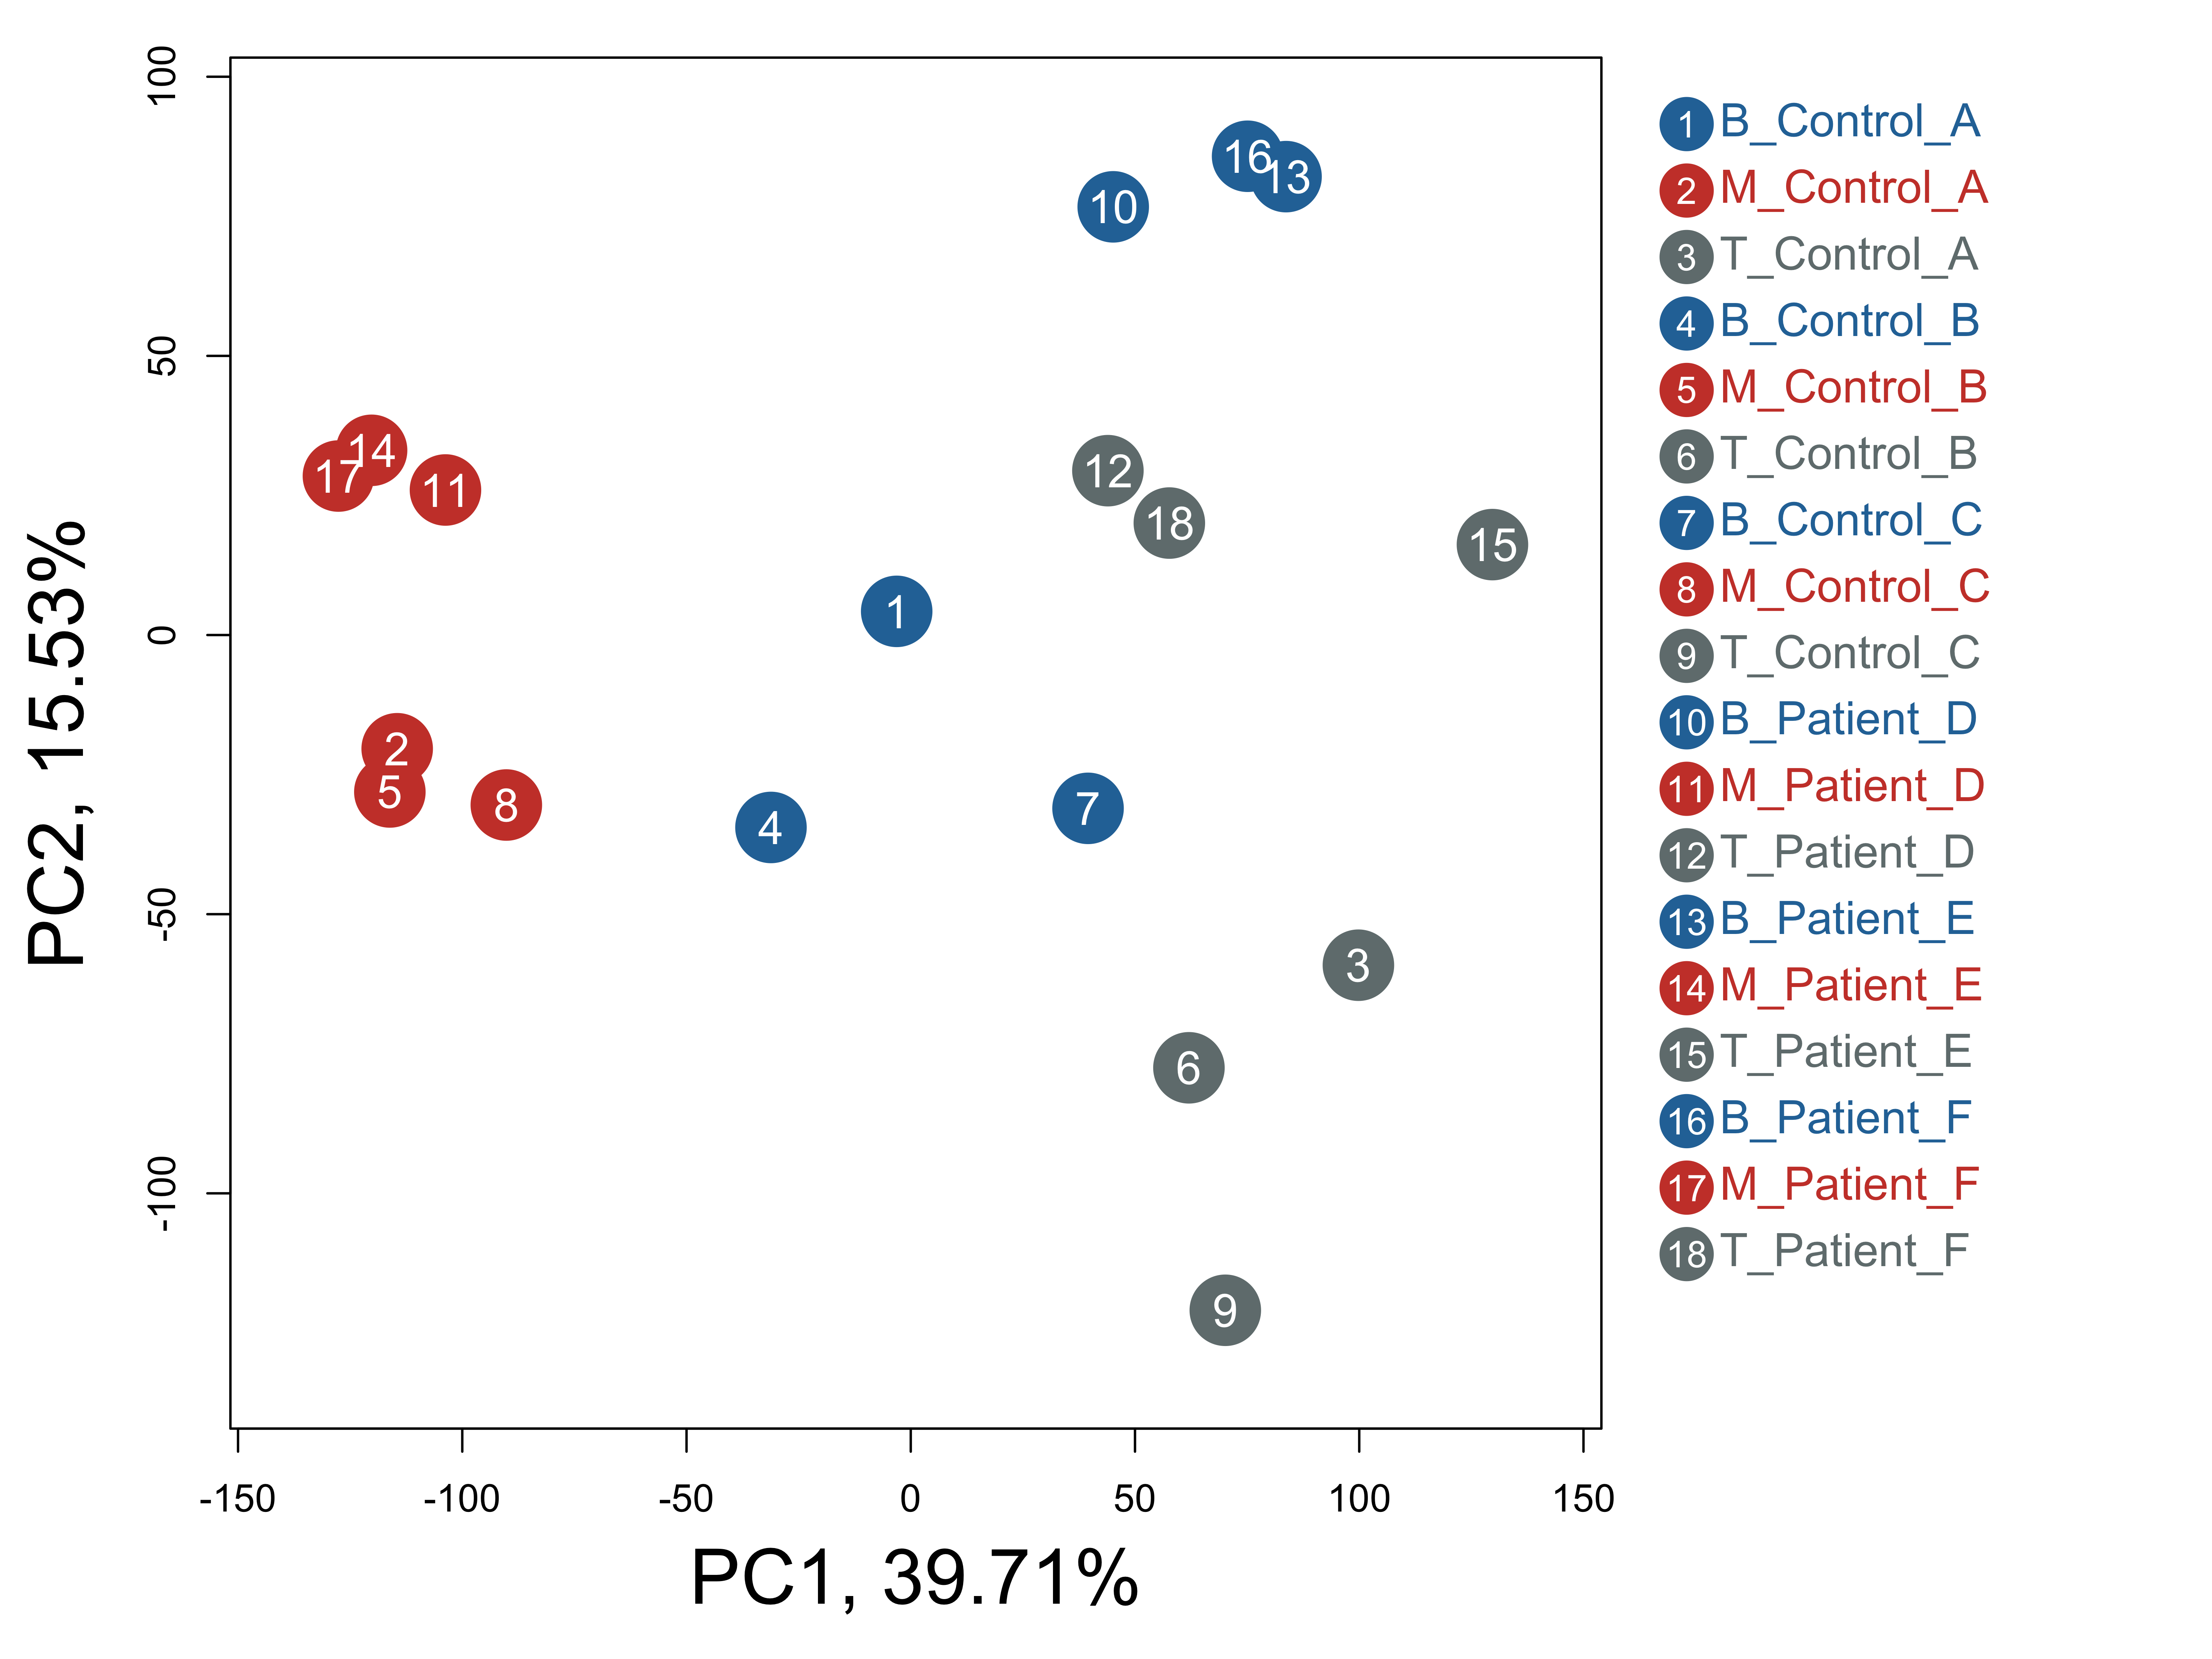 100
50
0
-50
-100
PC2, 15.53%
16
13
10
14
17
11
12
18
15
1
2
5
8
4
7
3
6
9
-150 -100 -50 0 50 100 150
PC1, 39.71%
1 B_Control_A
2 M_Control_A
3 T_Control_A
4 B_Control_B
5 M_Control_B
6 T_Control_B
7 B_Control_C
8 M_Control_C
9 T_Control_C
10 B_Patient_D
11 M_Patient_D
12 T_Patient_D
13 B_Patient_E
14 M_Patient_E
15 T_Patient_E
16 B_Patient_F
17 M_Patient_F
18 T_Patient_F